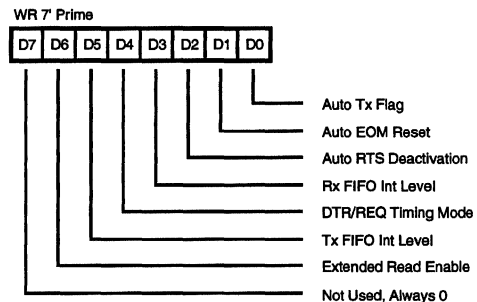 WR 7' Prime
D7 D6 D5 D4 D3 D2 D1 D0
Auto Tx Flag
Auto EOM Reset
Auto RTS Deactivation
Rx FIFO Int Level
DTR/REQ Timing Mode
Tx FIFO Int Level
Extended Read Enable
Not Used, Always 0